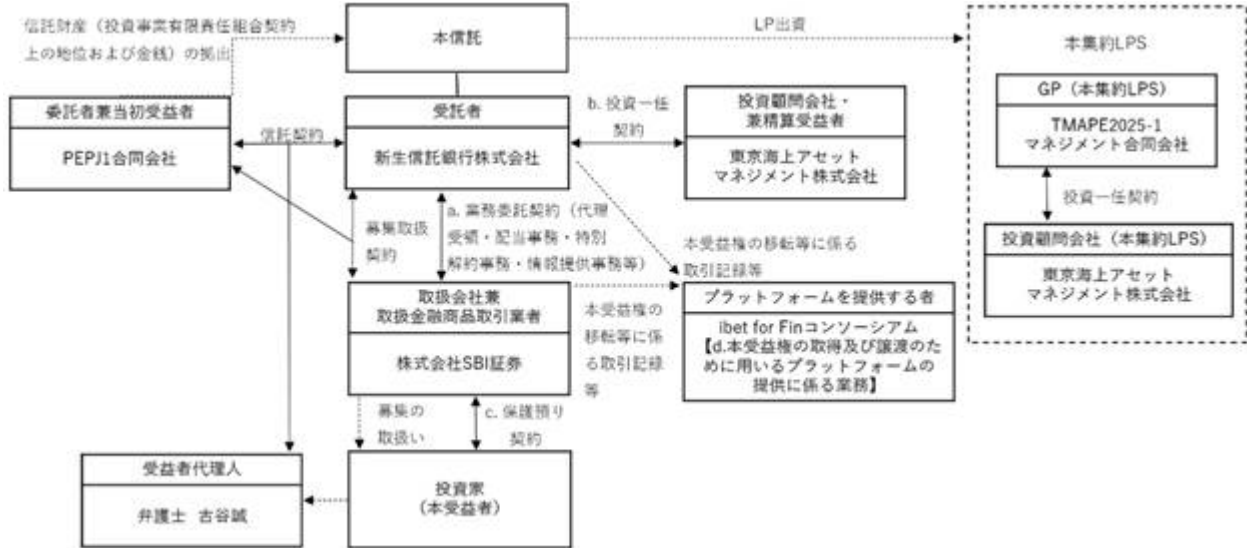 信託財産（投資事業有限責任組合契約
上の地位および金銭）の拠出
本信託
LP出資
本集約LPS
GP（本集約LPS）
TMAPE2025-1
マネジメント合同会社
投資一任契約
投資顧問会社（本集約LPS）
東京海上アセット
マネジメント株式会社
委託者兼当初受益者
PEPJ1合同会社
信託契約
受託者
新生信託銀行株式会社
b. 投資一任
契約
投資顧問会社・
兼精算受益者
東京海上アセット
マネジメント株式会社
募集取扱
契約
a. 業務委託契約（代理
受領・配当事務・特別
解約事務・情報提供事務等）
本受益権の移転等に係る
取引記録等
取扱会社兼
取扱金融商品取引業者
株式会社SBI証券
本受益権の
移転等に係
る取引記録
等
プラットフォームを提供する者
ibet for Finコンソーシアム
【d.本受益権の取得及び譲渡のため
に用いるプラットフォームの
提供に係る業務】
募集の
取扱い
c. 保護預り
契約
受益者代理人
弁護士 古谷誠
投資家
（本受益者）